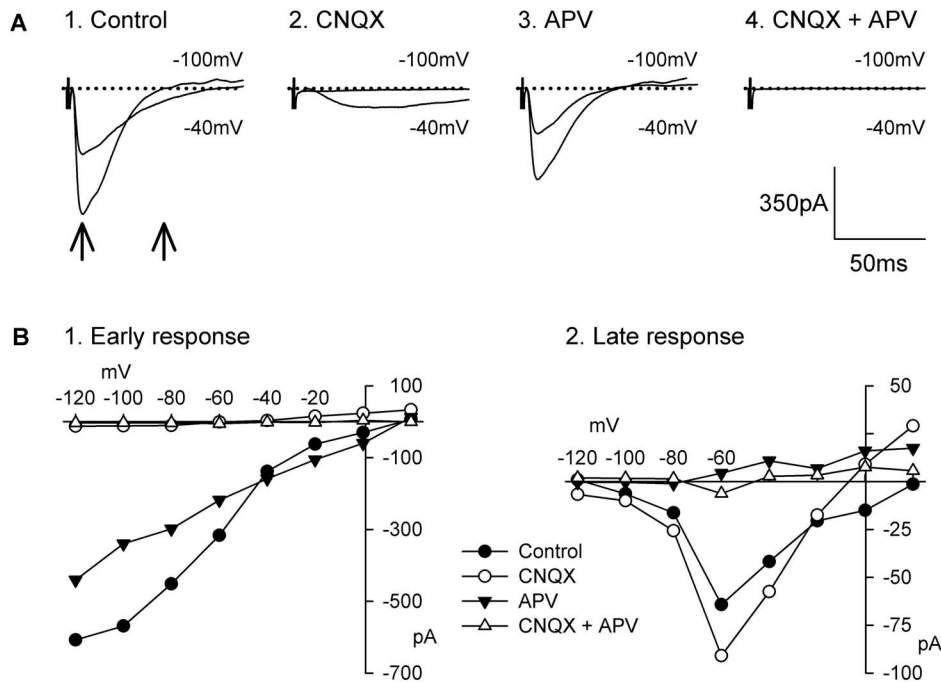 A 1. Control 2. CNQX 3. APV 4. CNQX + APV
-100mV -100mV -100mV -100mV
-40mV -40mV -40mV -40mV
350pA
50ms
B 1. Early response 2. Late response
mV
-120 -100 -80 -60 -40 -20
100
-100
-300
-500
pA
-700
mV
-120 -100 -80 -60
50
-25
-50
-75
pA
-100
Control
CNQX
APV
CNQX + APV